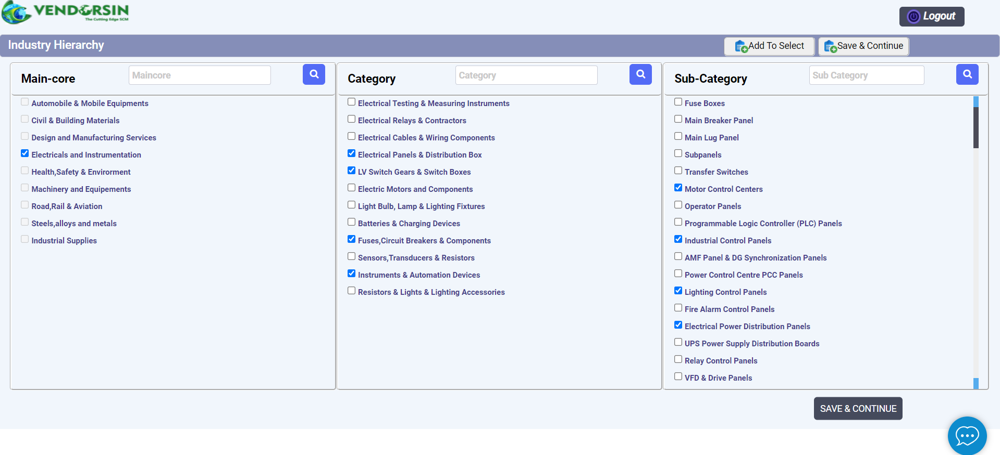 VENDORSIN
The Cutting Edge SCM
Logout
Industry Hierarchy
Add To Select
Save & Continue
Main-core
Maincore
Automobile & Mobile Equipments
Civil & Building Materials
Design and Manufacturing Services
Electricals and Instrumentation
Health,Safety & Envirorment
Machinery and Equipements
Road,Rail & Aviation
Steels,alloys and metals
Industrial Supplies
Category
Category
Electrical Testing & Measuring Instruments
Electrical Relays & Contractors
Electrical Cables & Wiring Components
Electrical Panels & Distribution Box
LV Switch Gears & Switch Boxes
Electric Motors and Components
Light Bulb, Lamp & Lighting Fixtures
Batteries & Charging Devices
Fuses,Circuit Breakers & Components
Sensors,Transducers & Resistors
Instruments & Automation Devices
Resistors & Lights & Lighting Accessories
Sub-Category
Sub Category
Fuse Boxes
Main Breaker Panel
Main Lug Panel
Subpanels
Transfer Switches
Motor Control Centers
Operator Panels
Programmable Logic Controller (PLC) Panels
Industrial Control Panels
AMF Panel & DG Synchronization Panels
Power Control Centre PCC Panels
Lighting Control Panels
Fire Alarm Control Panels
Electrical Power Distribution Panels
UPS Power Supply Distribution Boards
Relay Control Panels
VFD & Drive Panels
SAVE & CONTINUE